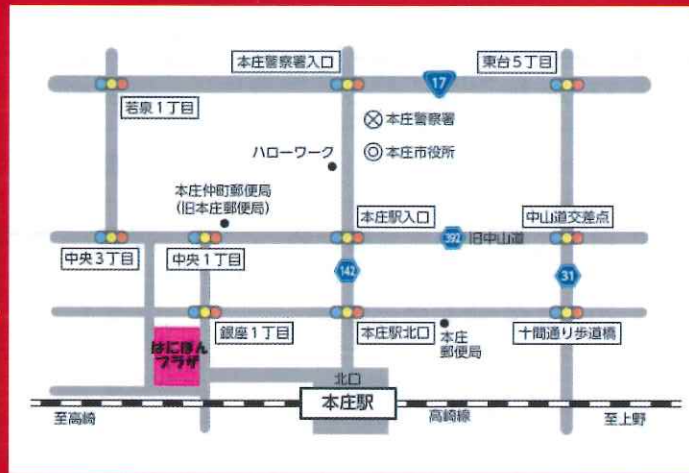 本庄警察署入口
東台5丁目
17
若泉1丁目
本庄警察署
ハローワーク
本庄市役所
本庄仲町郵便局
(旧本庄郵便局)
本庄駅入口
中山道交差点
392
旧中山道
中央3丁目
中央1丁目
142
31
銀座1丁目
本庄駅北口
本庄
郵便局
十間通り歩道橋
はにぽん
プラザ
北口
本庄駅
至高崎
高崎線
至上野